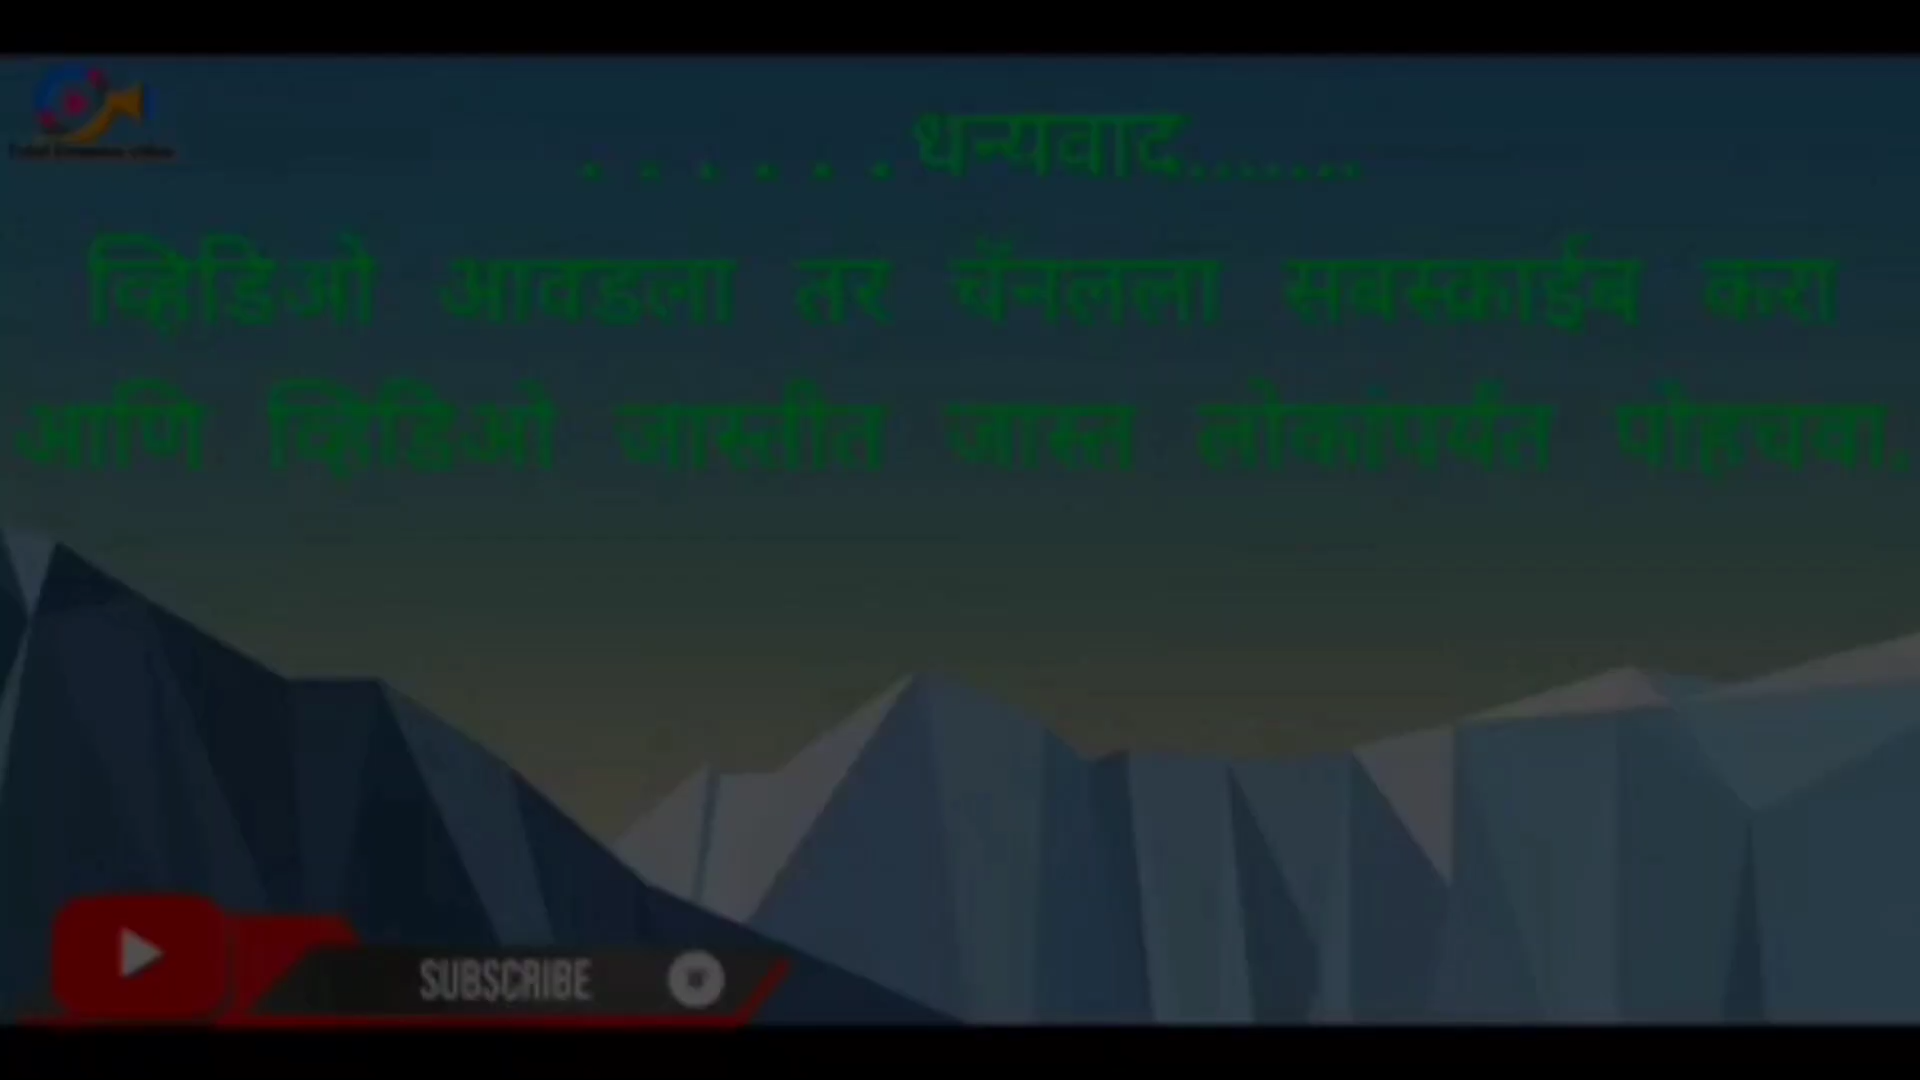 . . . . . . धन्यवाद.......
व्हिडिओ आवडला तर चॅनलला सबस्क्राईब करा
आणि व्हिडिओ जास्तीत जास्त लोकांपर्यंत पोहचवा.
SUBSCRIBE